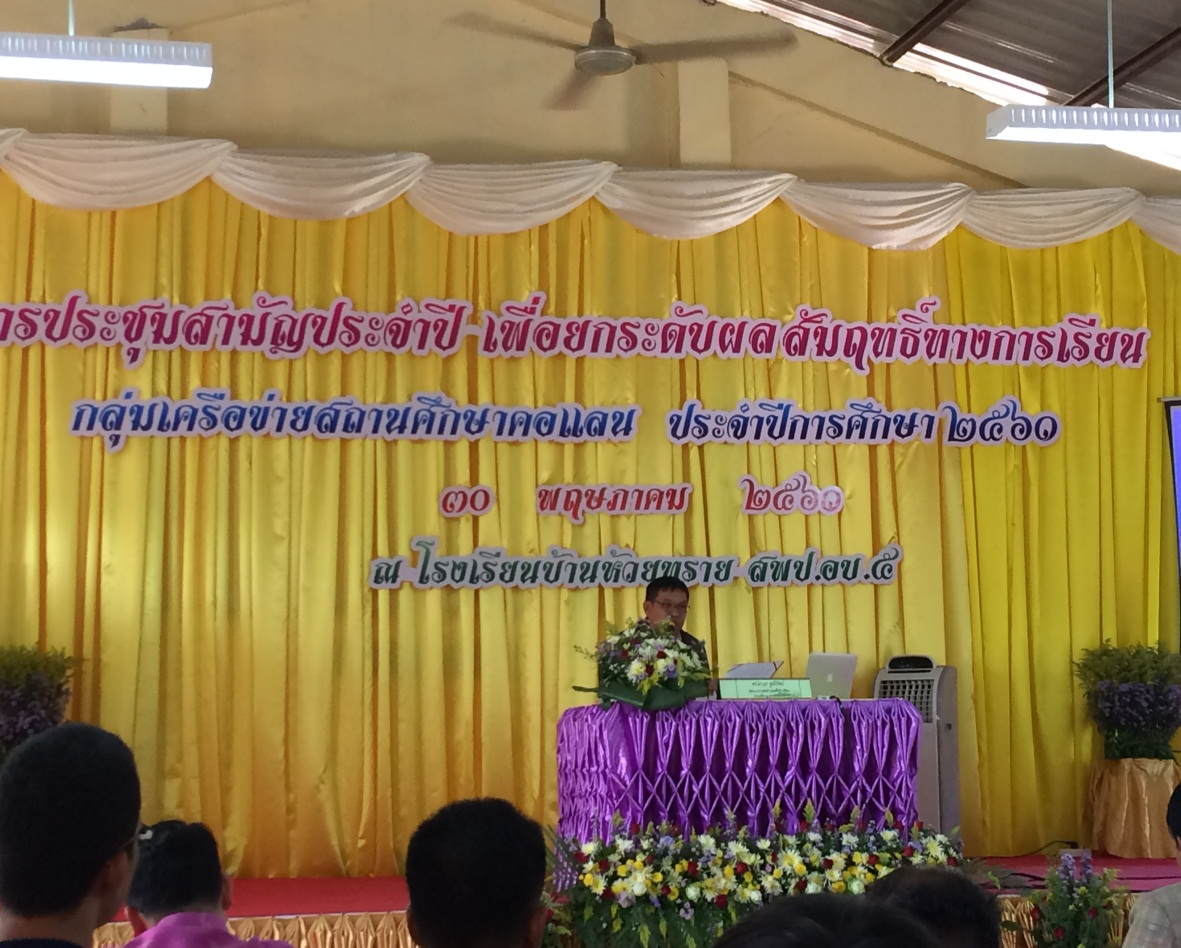 การประชุมสามัญประจำปี เพื่อยกระดับผลสัมฤทธิ์ทางการเรียน
กลุ่มเครือข่ายสถานศึกษาคอแลน ประจำปีการศึกษา ๒๕๖๐
๓๐ พฤษภาคม ๒๕๖๐
ณ โรงเรียนบ้านห้วยทราย สพป.อบ.๕